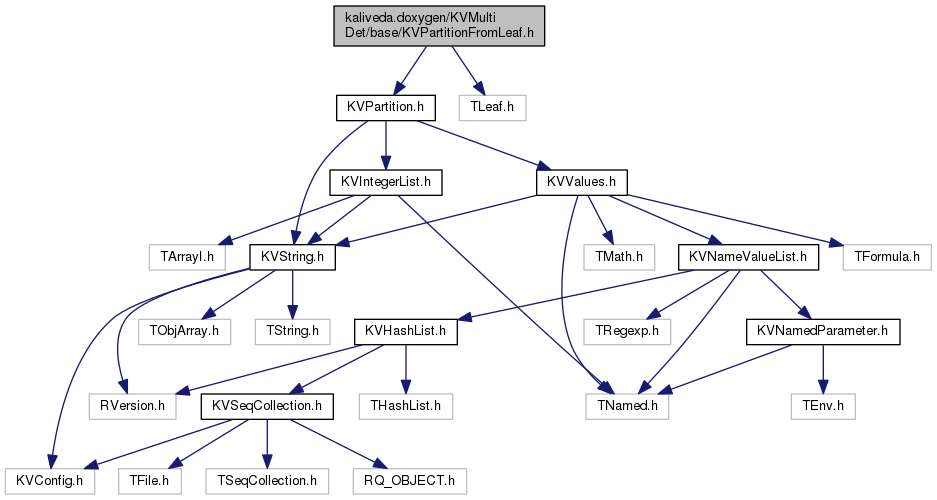 kaliveda.doxygen/KVMulti
Det/base/KVPartitionFromLeaf.h
KVPartition.h
TLeaf.h
KVIntegerList.h
KVValues.h
TArrayI.h
KVString.h
TMath.h
KVNameValueList.h
TFormula.h
TObjArray.h
TString.h
KVHashList.h
TRegexp.h
KVNamedParameter.h
RVersion.h
KVSeqCollection.h
THashList.h
TNamed.h
TEnv.h
KVConfig.h
TFile.h
TSeqCollection.h
RQ_OBJECT.h